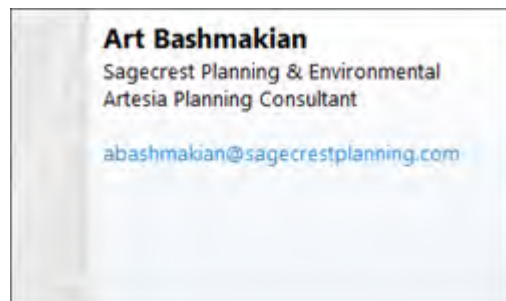 Art Bashmakian
Sagecrest Planning & Environmental
Artesia Planning Consultant
abashmakian@sagecrestplanning.com